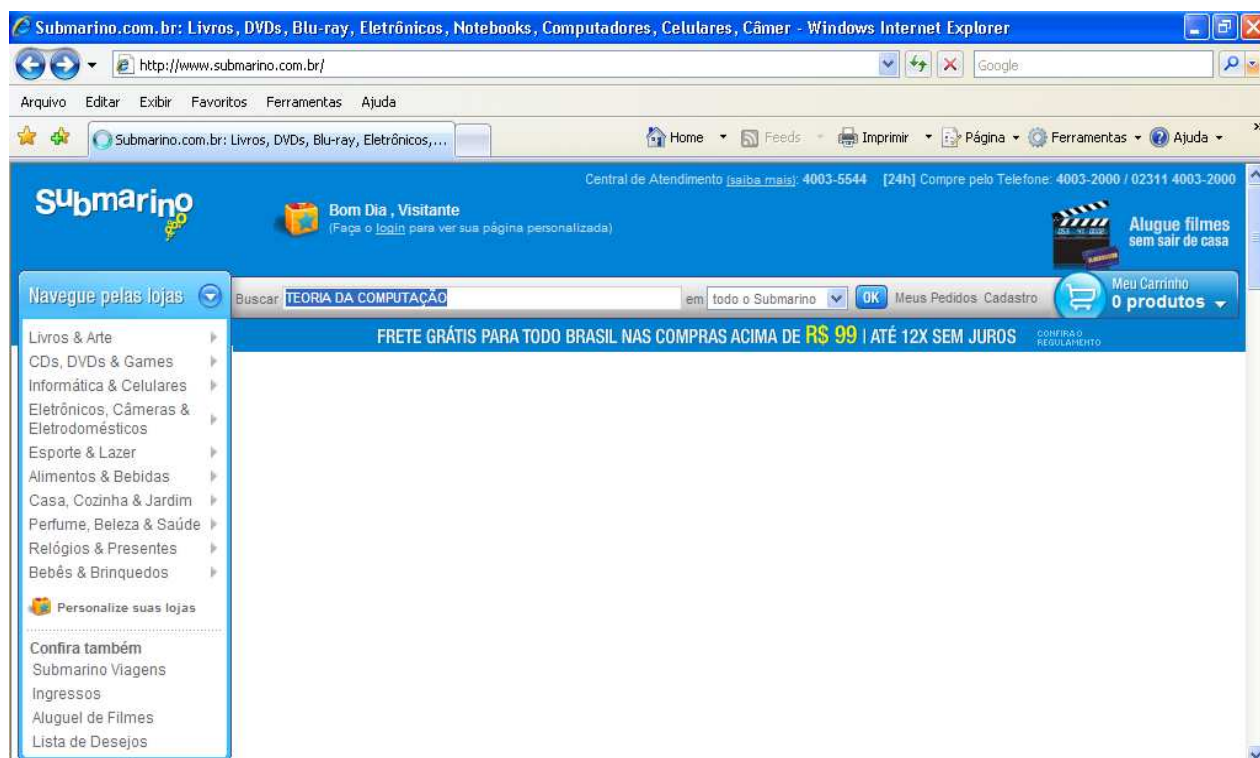 Submarino.com.br: Livros, DVDs, Blu-ray, Eletrônicos, Notebooks, Computadores, Celulares, Câmer - Windows Internet Explorer
http://www.submarino.com.br/
Google
Arquivo Editar Exibir Favoritos Ferramentas Ajuda
Submarino.com.br: Livros, DVDs, Blu-ray, Eletrônicos,...
Home Feeds Imprimir Página Ferramentas Ajuda
Central de Atendimento (saiba mais): 4003-5544 [24h] Compre pelo Telefone: 4003-2000 / 02311 4003-2000
submarino
Bom Dia , Visitante
(Faça o login para ver sua página personalizada)
Alugue filmes
sem sair de casa
Navegue pelas lojas
Buscar TEORIA DA COMPUTAÇÃO em todo o Submarino OK Meus Pedidos Cadastro
Meu Carrinho
0 produtos
FRETE GRÁTIS PARA TODO BRASIL NAS COMPRAS ACIMA DE R$ 99 | ATÉ 12X SEM JUROS
CONFIRA O
REGULAMENTO
Livros & Arte
CDs, DVDs & Games
Informática & Celulares
Eletrônicos, Câmeras &
Eletrodomésticos
Esporte & Lazer
Alimentos & Bebidas
Casa, Cozinha & Jardim
Perfume, Beleza & Saúde
Relógios & Presentes
Bebês & Brinquedos
Personalize suas lojas
Confira também
Submarino Viagens
Ingressos
Aluguel de Filmes
Lista de Desejos